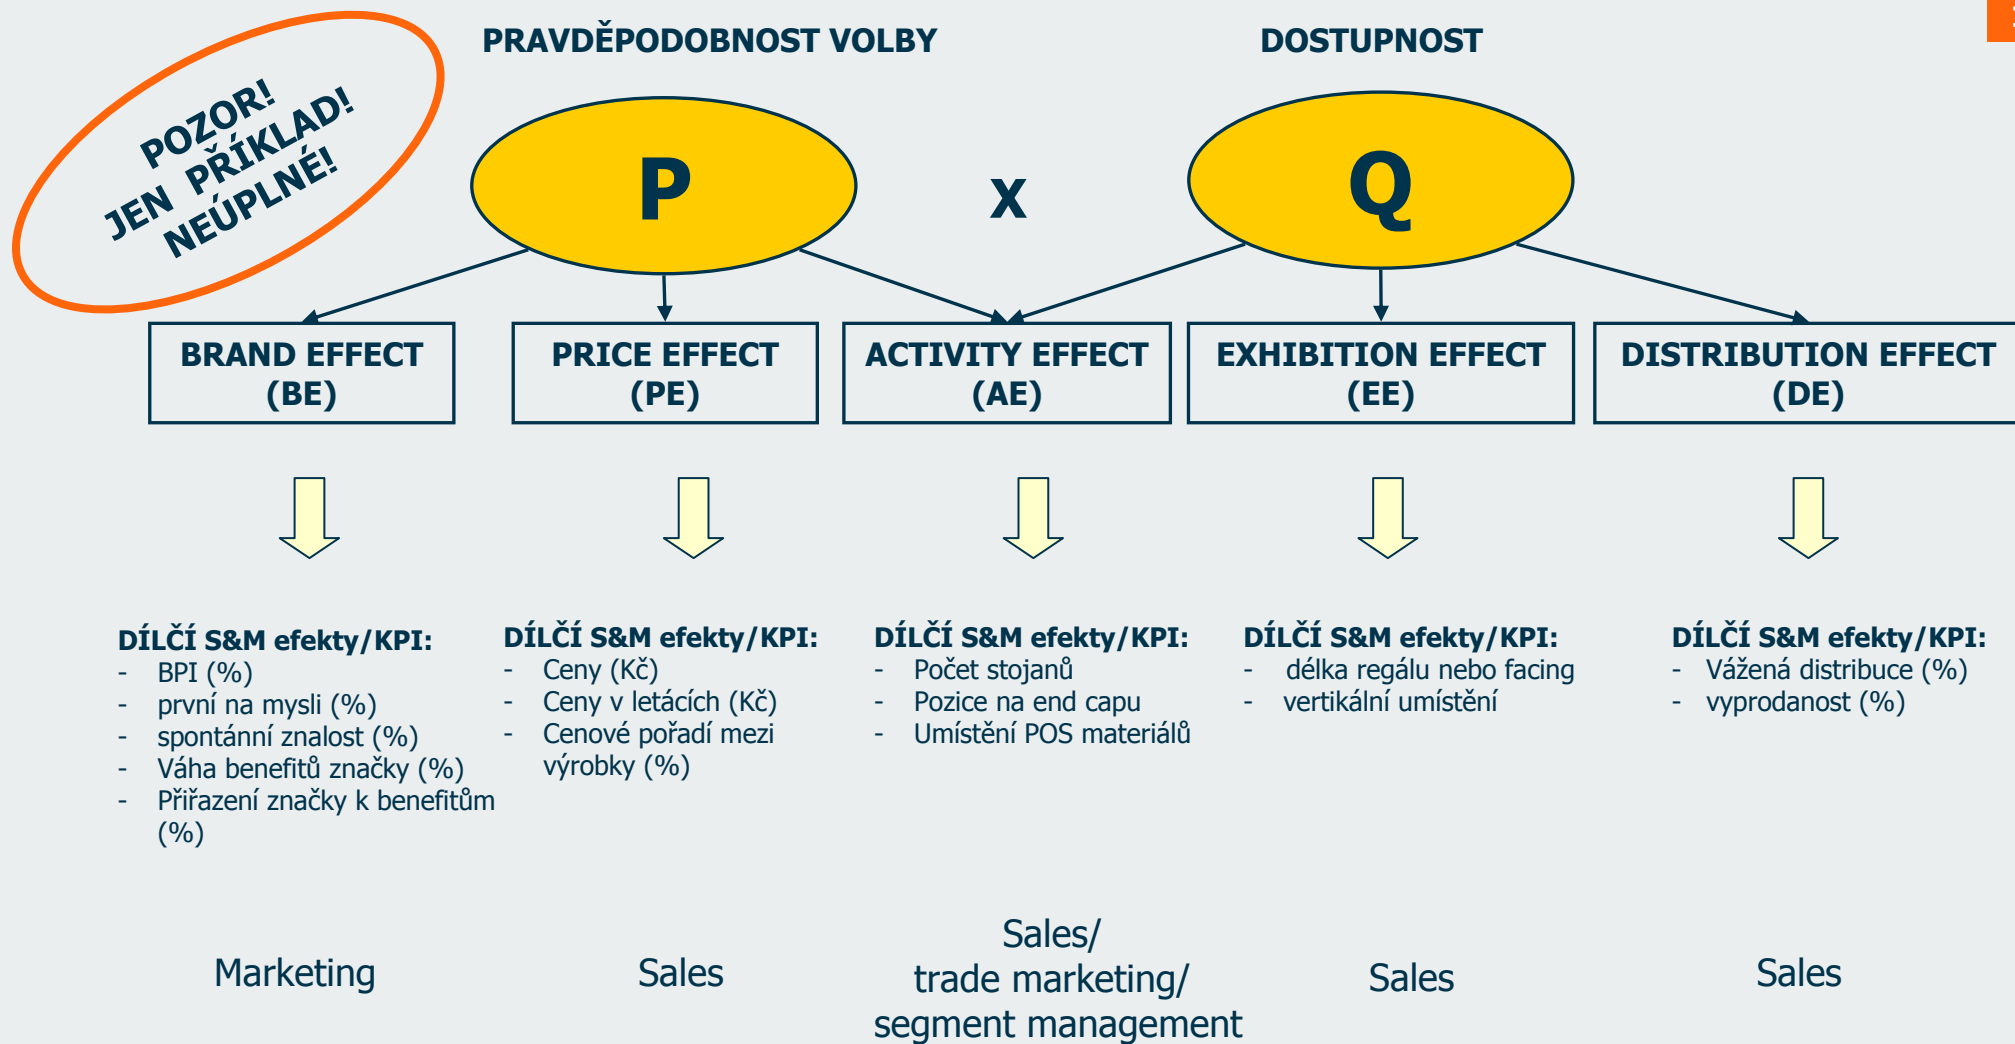 POZOR!
JEN PŘÍKLAD!
NEÚPLNÉ!
PRAVDĚPODOBNOST VOLBY
DOSTUPNOST
P
x
Q
BRAND EFFECT
(BE)
PRICE EFFECT
(PE)
ACTIVITY EFFECT
(AE)
EXHIBITION EFFECT
(EE)
DISTRIBUTION EFFECT
(DE)
DÍLČÍ S&M efekty/KPI:
- BPI (%)
- první na mysli (%)
- spontánní znalost (%)
- Váha benefitů značky (%)
- Přiřazení značky k benefitům
(%)
DÍLČÍ S&M efekty/KPI:
- Ceny (Kč)
- Ceny v letácích (Kč)
- Cenové pořadí mezi
výrobky (%)
DÍLČÍ S&M efekty/KPI:
- Počet stojanů
- Pozice na end capu
- Umístění POS materiálů
DÍLČÍ S&M efekty/KPI:
- délka regálu nebo facing
- vertikální umístění
DÍLČÍ S&M efekty/KPI:
- Vážená distribuce (%)
- vyprodanost (%)
Marketing
Sales
Sales/
trade marketing/
segment management
Sales
Sales